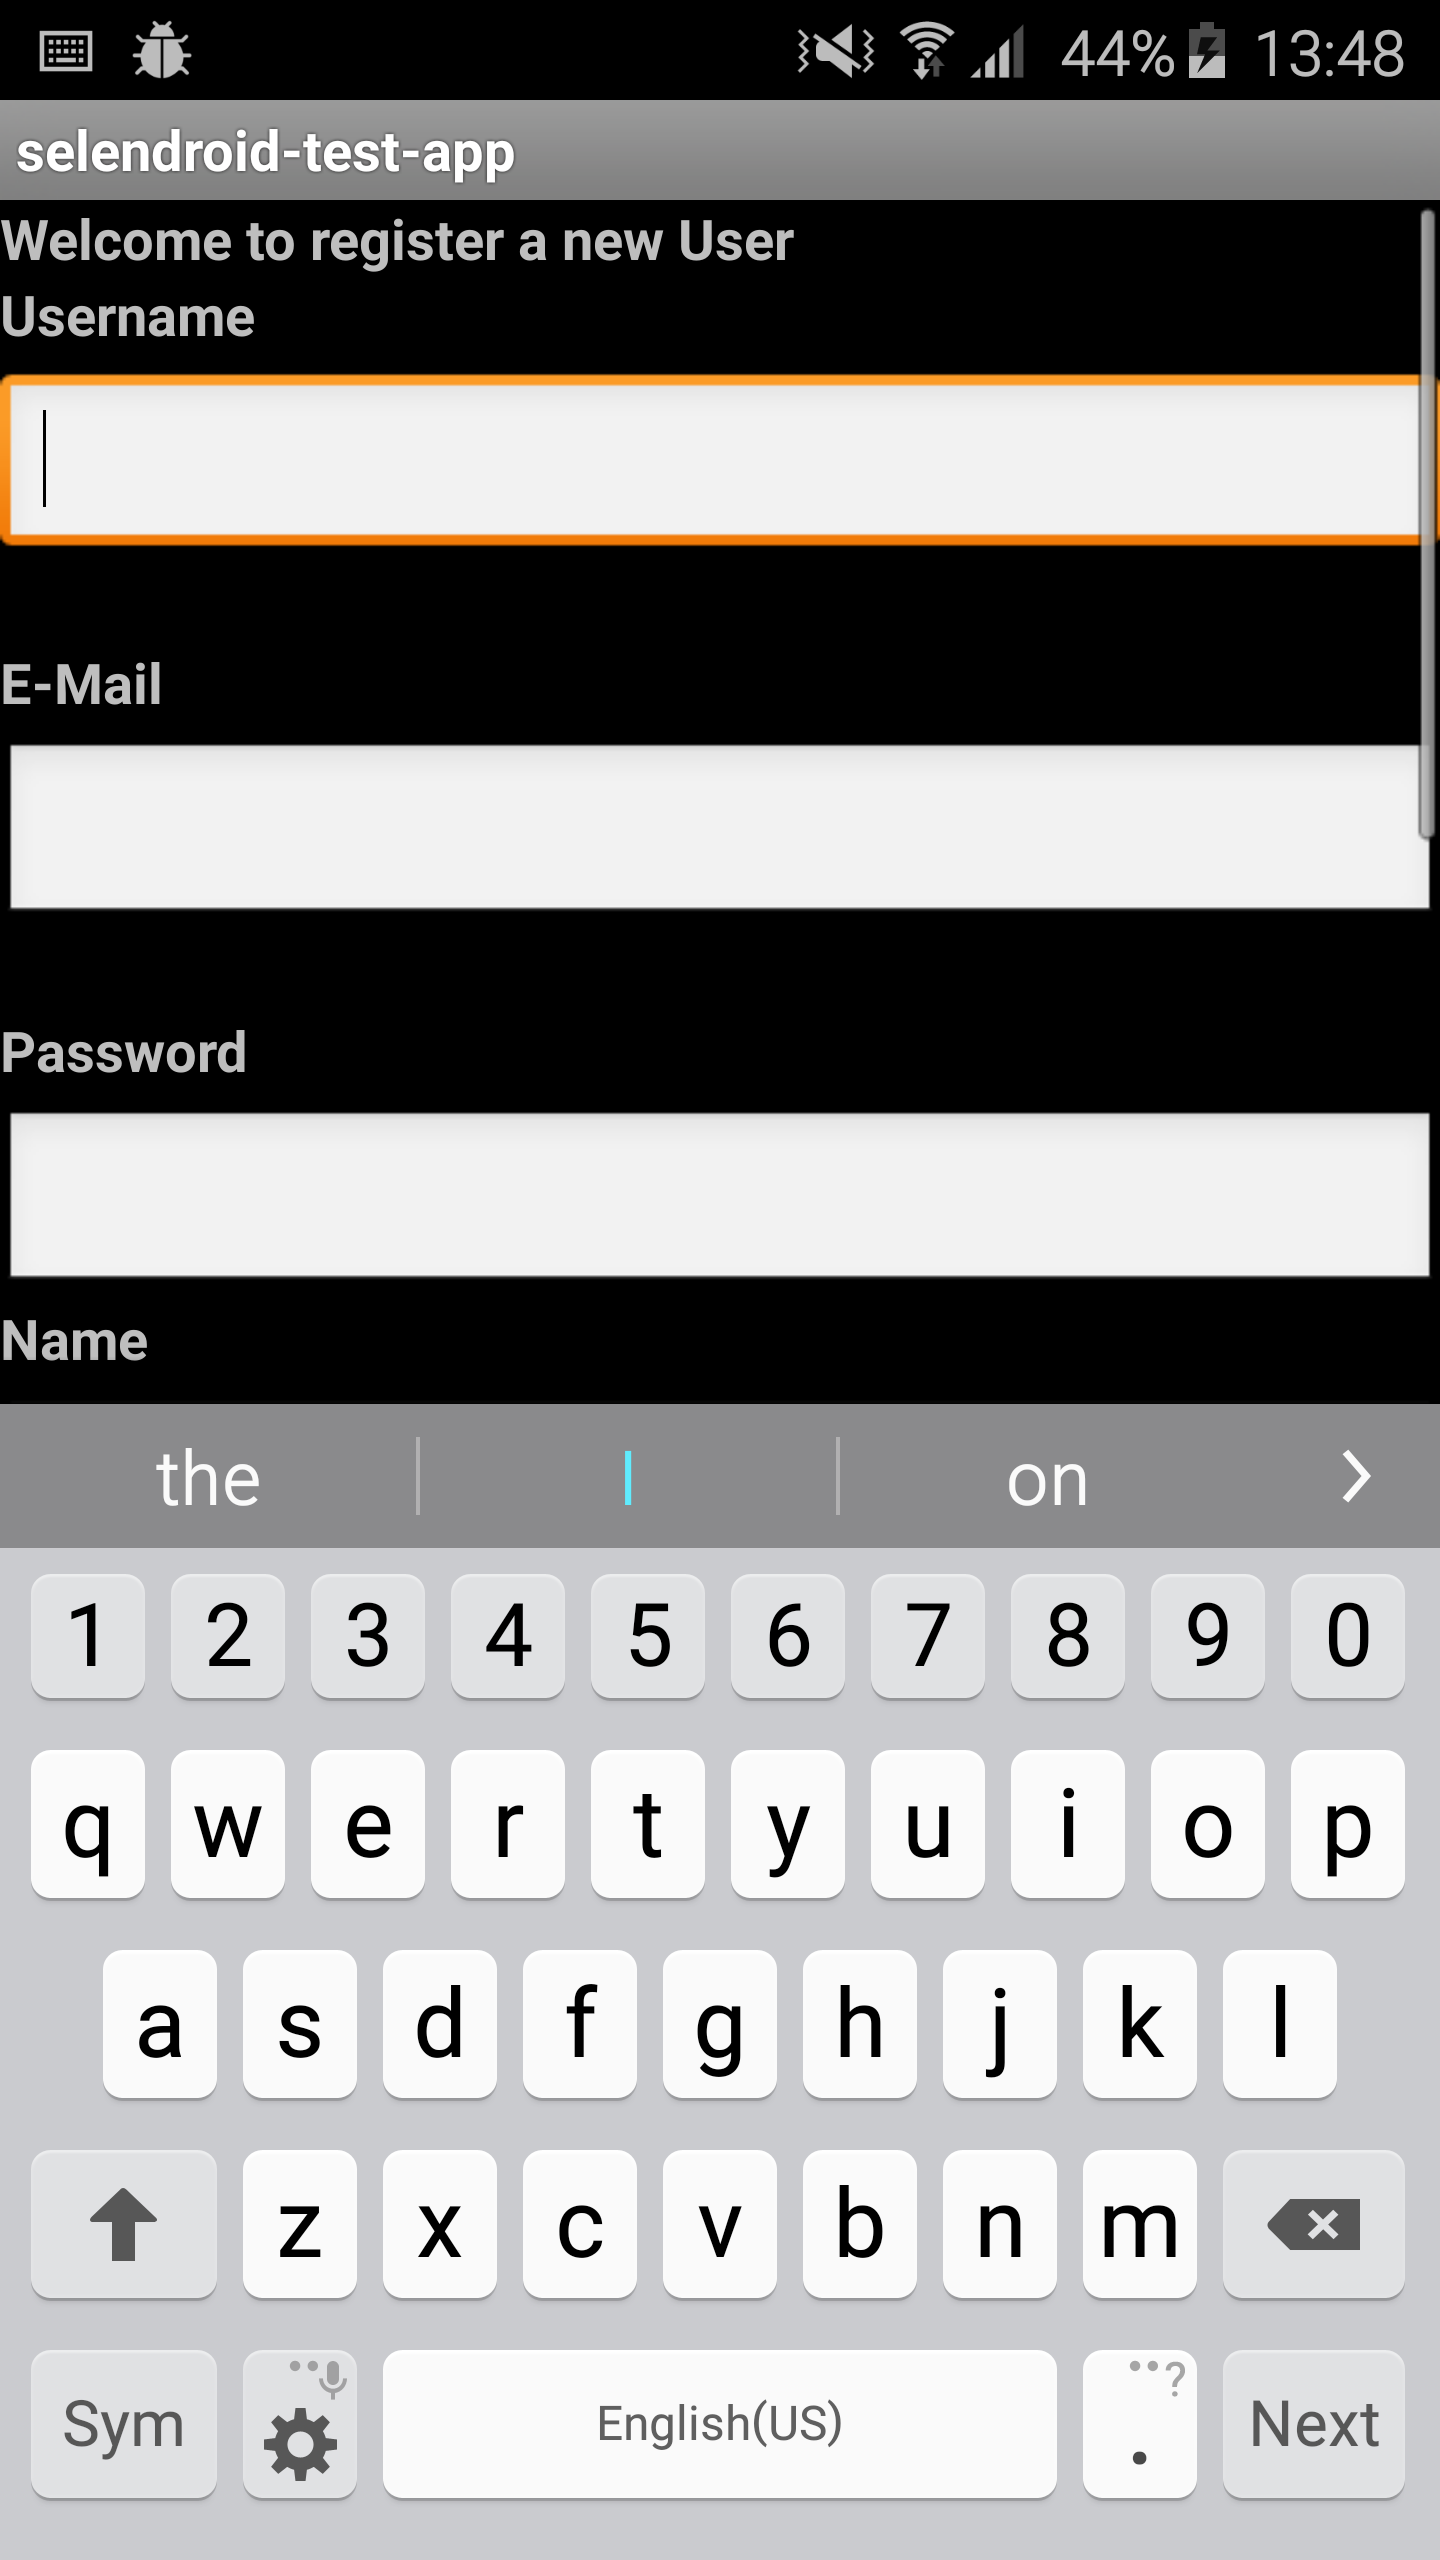 44% 13:48
selendroid-test-app
Welcome to register a new User
Username
E-Mail
Password
Name
the I on
1 2 3 4 5 6 7 8 9 0
q w e r t y u i o p
a s d f g h j k l
z x c v b n m
Sym English(US) . ? Next